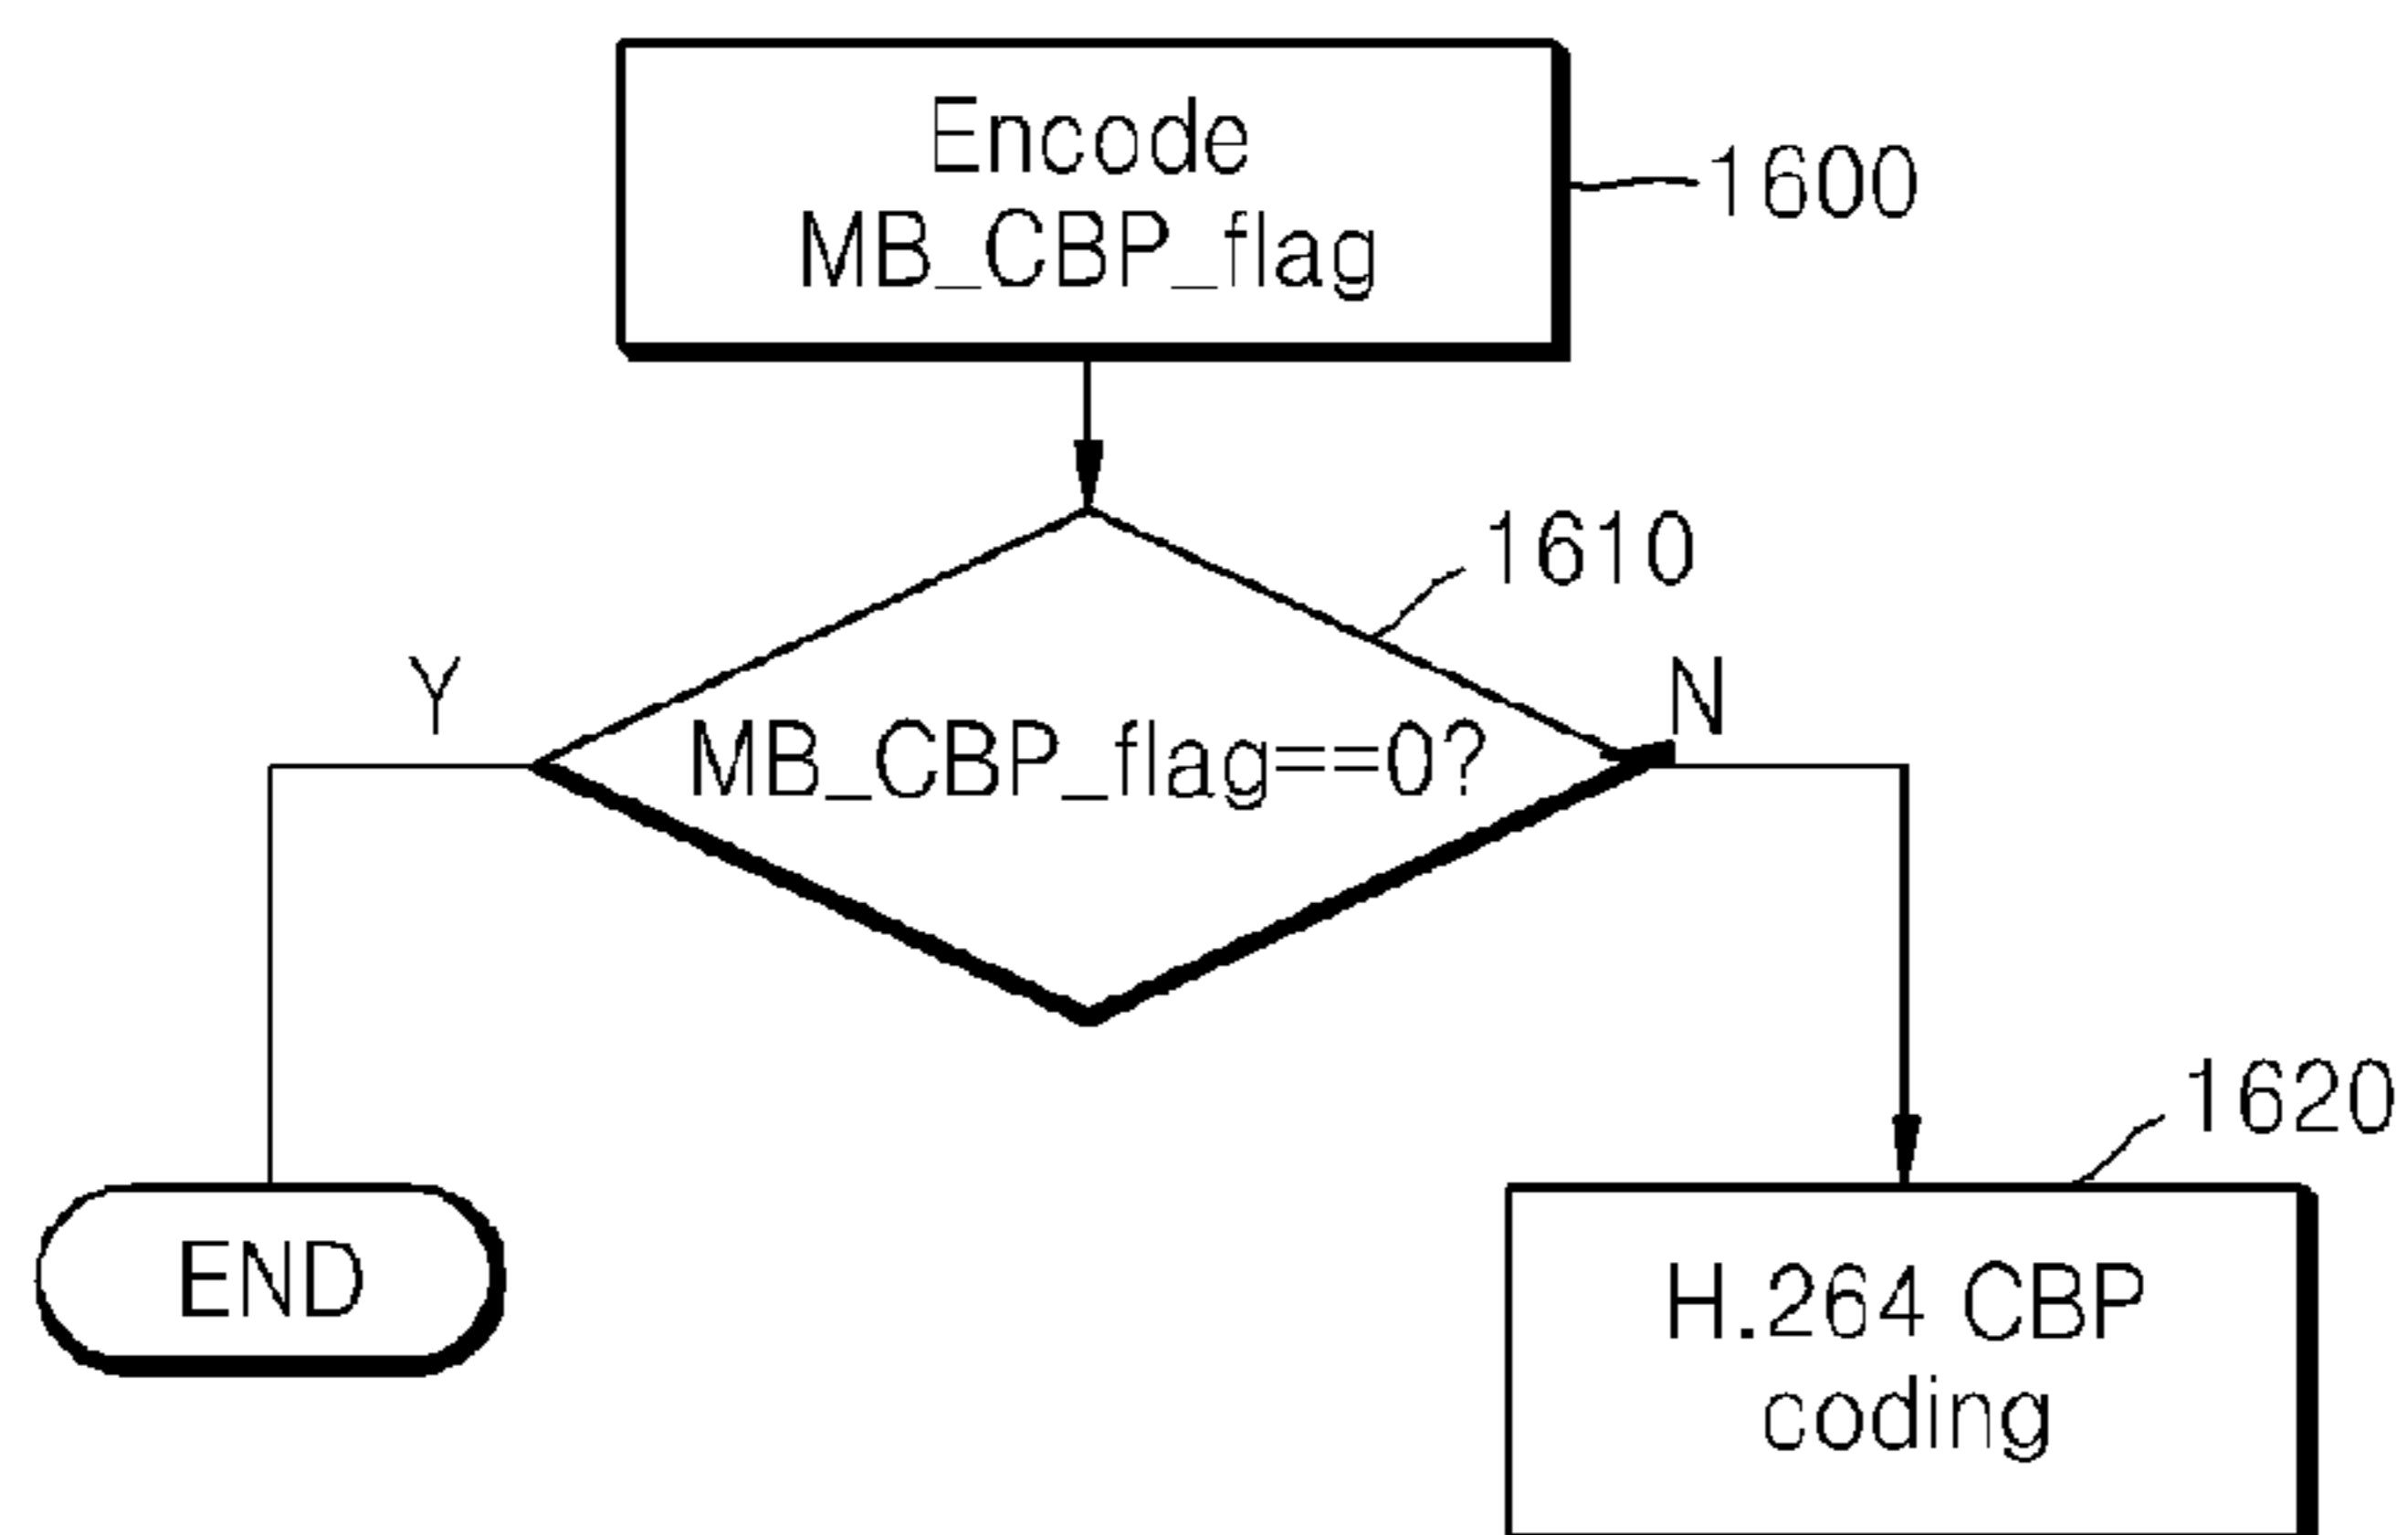 Encode
MB_CBP_flag
1600
1610
Y
N
MB_CBP_flag==0?
1620
END
H.264 CBP
coding